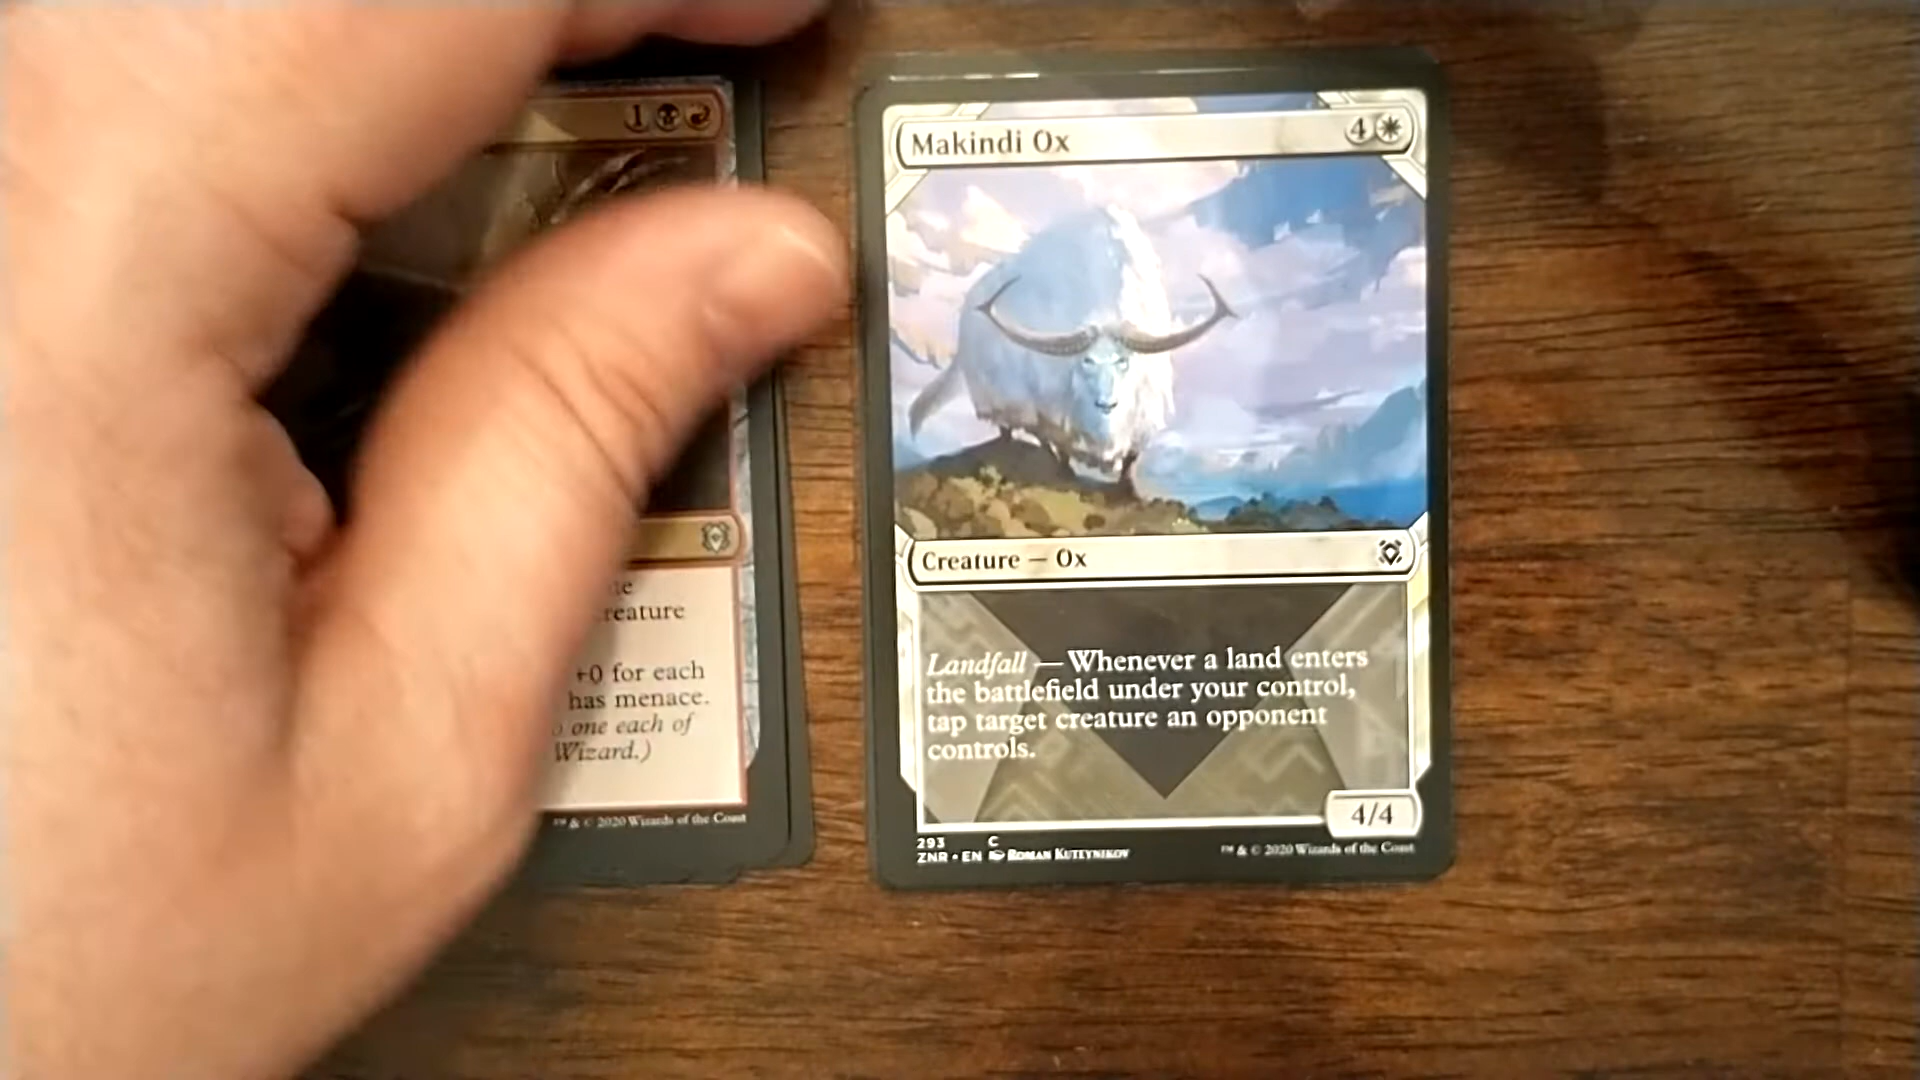 1
reature
+0 for each
has menace.
one each of
Wizard.)
™ & © 2020 Wizards of the Coast
Makindi Ox
4
Creature — Ox
Landfall — Whenever a land enters
the battlefield under your control,
tap target creature an opponent
controls.
4/4
293 C
ZNR • EN Roman Kuteynikov
™ & © 2020 Wizards of the Coast